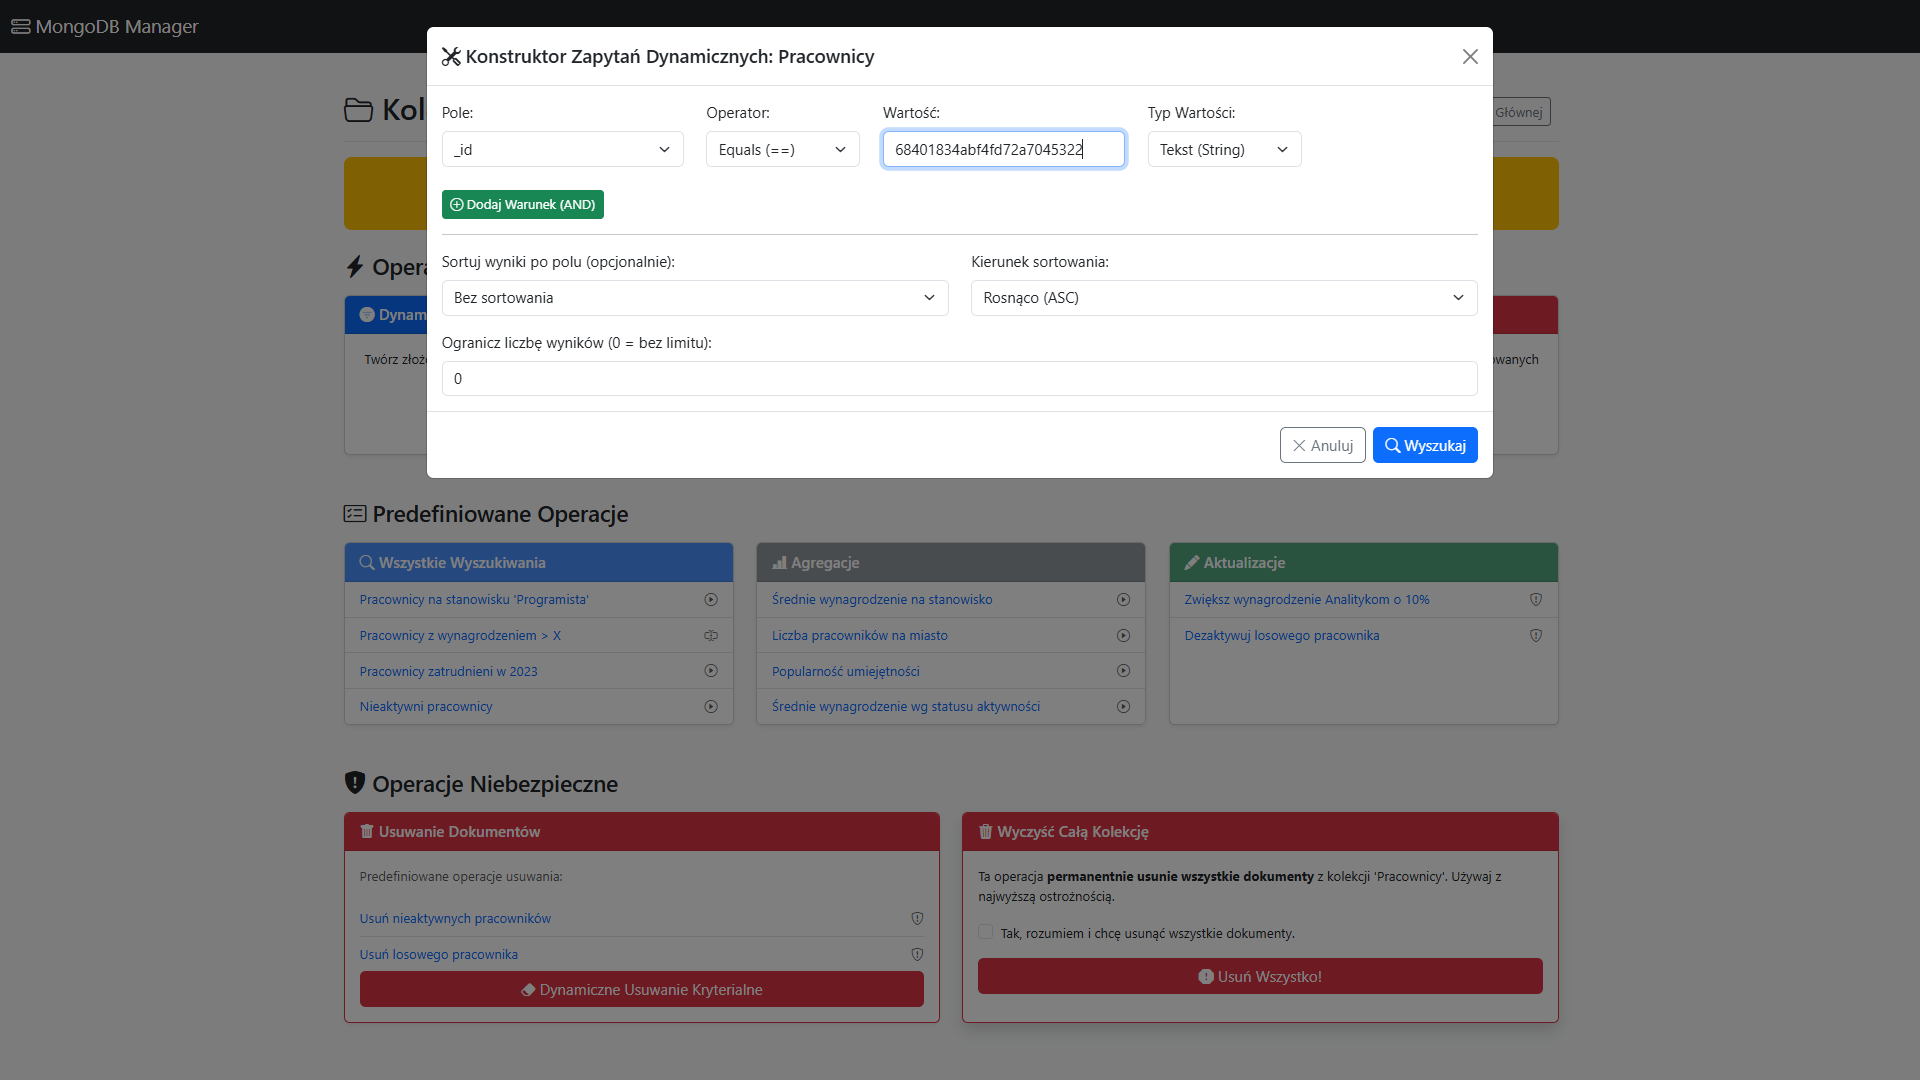 MongoDB Manager
Konstruktor Zapytań Dynamicznych: Pracownicy
Kol
Głównej
Pole:
Operator:
Wartość:
Typ Wartości:
_id
Equals (==)
68401834abf4fd72a7045322
Tekst (String)
Dodaj Warunek (AND)
Sortuj wyniki po polu (opcjonalnie):
Kierunek sortowania:
Opera
Bez sortowania
Rosnąco (ASC)
Dynam
Ogranicz liczbę wyników (0 = bez limitu):
Twórz złoże
owanych
0
Anuluj
Wyszukaj
Predefiniowane Operacje
Wszystkie Wyszukiwania
Pracownicy na stanowisku 'Programista'
Pracownicy z wynagrodzeniem > X
Pracownicy zatrudnieni w 2023
Nieaktywni pracownicy
Agregacje
Średnie wynagrodzenie na stanowisko
Liczba pracowników na miasto
Popularność umiejętności
Średnie wynagrodzenie wg statusu aktywności
Aktualizacje
Zwiększ wynagrodzenie Analitykom o 10%
Dezaktywuj losowego pracownika
Operacje Niebezpieczne
Usuwanie Dokumentów
Predefiniowane operacje usuwania:
Usuń nieaktywnych pracowników
Usuń losowego pracownika
Dynamiczne Usuwanie Kryterialne
Wyczyść Całą Kolekcję
Ta operacja permanentnie usunie wszystkie dokumenty z kolekcji 'Pracownicy'. Używaj z
najwyższą ostrożnością.
Tak, rozumiem i chcę usunąć wszystkie dokumenty.
Usuń Wszystko!